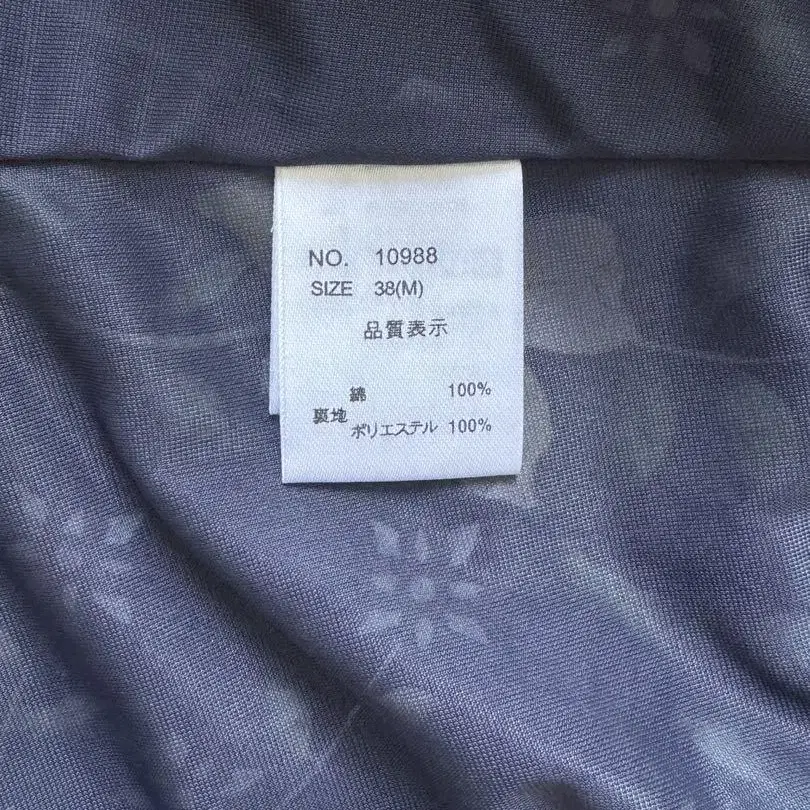 NO. 10988
SIZE 38(M)
品質表示
綿 100%
裏地 ポリエステル 100%